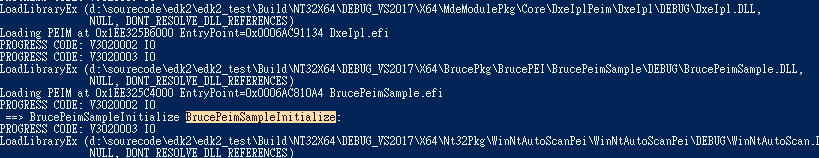 LoadLibraryEx (d:\sourecode\edk2\edk2_test\Build\NT32X64\DEBUG_VS2017\X64\MdeModulePkg\Core\DxeIplPeim\DxeIpl\DEBUG\DxeIpl.DLL,
NULL, DONT_RESOLVE_DLL_REFERENCES)
Loading PEIM at 0x1EE325B6000 EntryPoint=0x0006AC91134 DxeIpl.efi
PROGRESS CODE: V3020002 I0
PROGRESS CODE: V3020003 I0
LoadLibraryEx (d:\sourecode\edk2\edk2_test\Build\NT32X64\DEBUG_VS2017\X64\BrucePkg\BrucePEI\BrucePeimSample\DEBUG\BrucePeimSample.DLL,
NULL, DONT_RESOLVE_DLL_REFERENCES)
Loading PEIM at 0x1EE325C4000 EntryPoint=0x0006AC810A4 BrucePeimSample.efi
PROGRESS CODE: V3020002 I0
==> BrucePeimSampleInitialize BrucePeimSampleInitialize:
PROGRESS CODE: V3020003 I0
LoadLibraryEx (d:\sourecode\edk2\edk2_test\Build\NT32X64\DEBUG_VS2017\X64\Nt32Pkg\WinNtAutoScanPei\WinNtAutoScanPei\DEBUG\WinNtAutoScan.D
NULL, DONT_RESOLVE_DLL_REFERENCES)